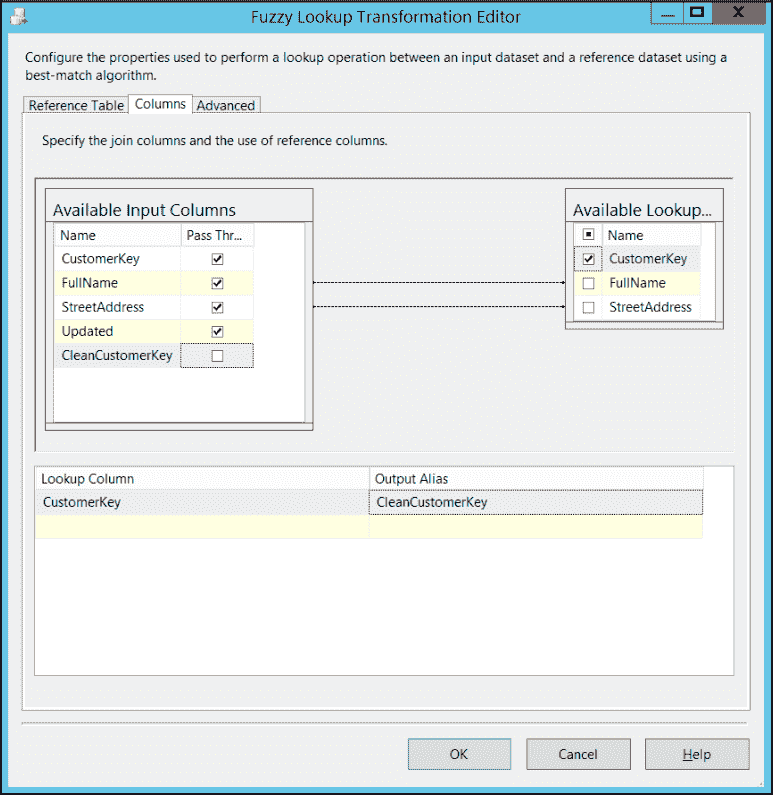 Fuzzy Lookup Transformation Editor
Configure the properties used to perform a lookup operation between an input dataset and a reference dataset using a
best-match algorithm.
Reference Table Columns Advanced
Specify the join columns and the use of reference columns.
Available Input Columns
Name Pass Thr...
CustomerKey
FullName
StreetAddress
Updated
CleanCustomerKey
Available Lookup...
Name
CustomerKey
FullName
StreetAddress
Lookup Column Output Alias
CustomerKey CleanCustomerKey
OK Cancel Help